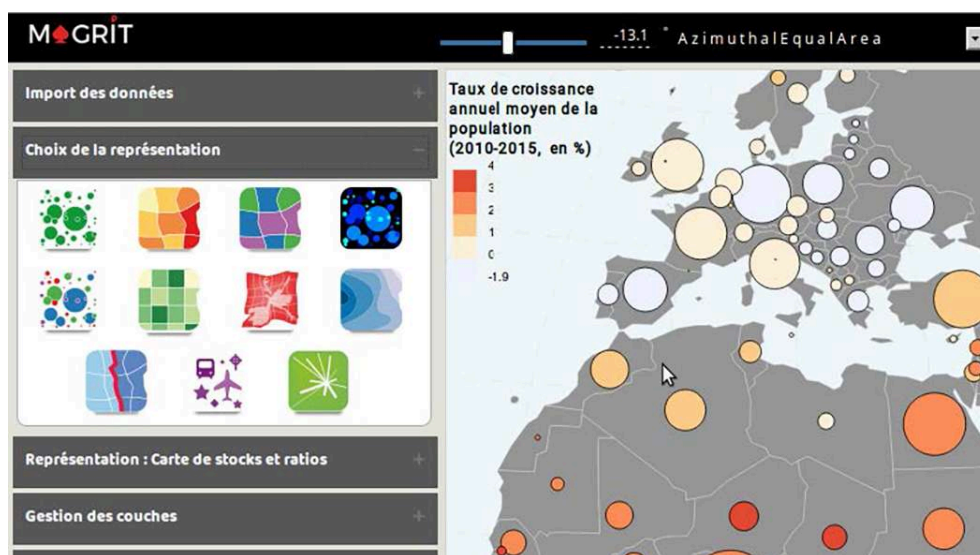 MAGRIT
-13.1 ° AzimuthalEqualArea
Import des données +
Choix de la représentation −
Représentation : Carte de stocks et ratios +
Gestion des couches +
Taux de croissance
annuel moyen de la
population
(2010-2015, en %)
4
3
2
1
0
-1.9